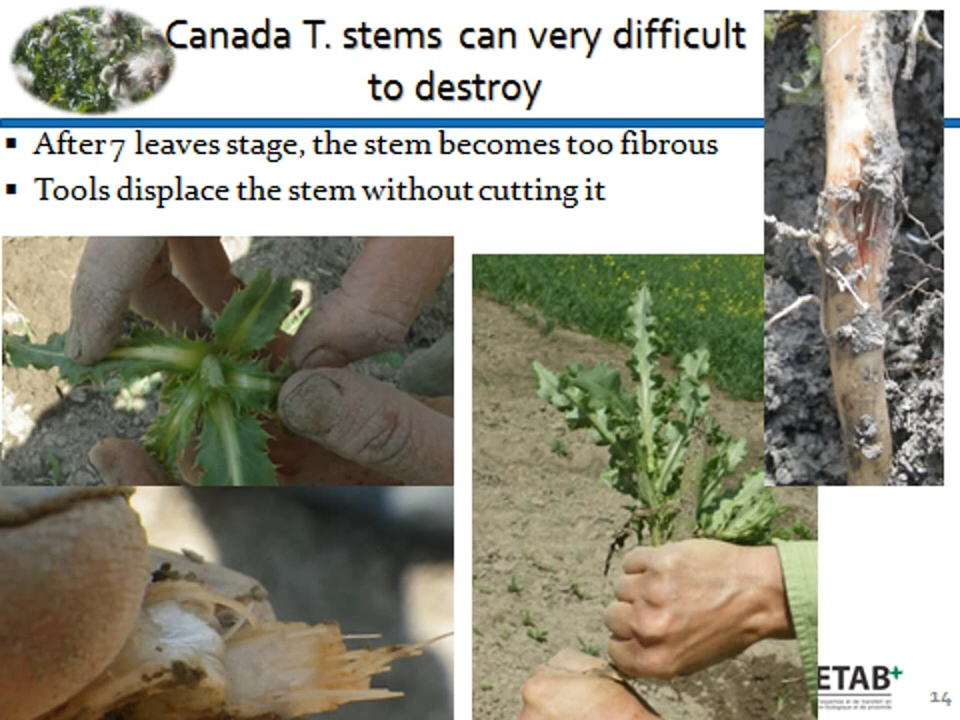 Canada T. stems can very difficult
to destroy
▪ After 7 leaves stage, the stem becomes too fibrous
▪ Tools displace the stem without cutting it
ETAB+
14